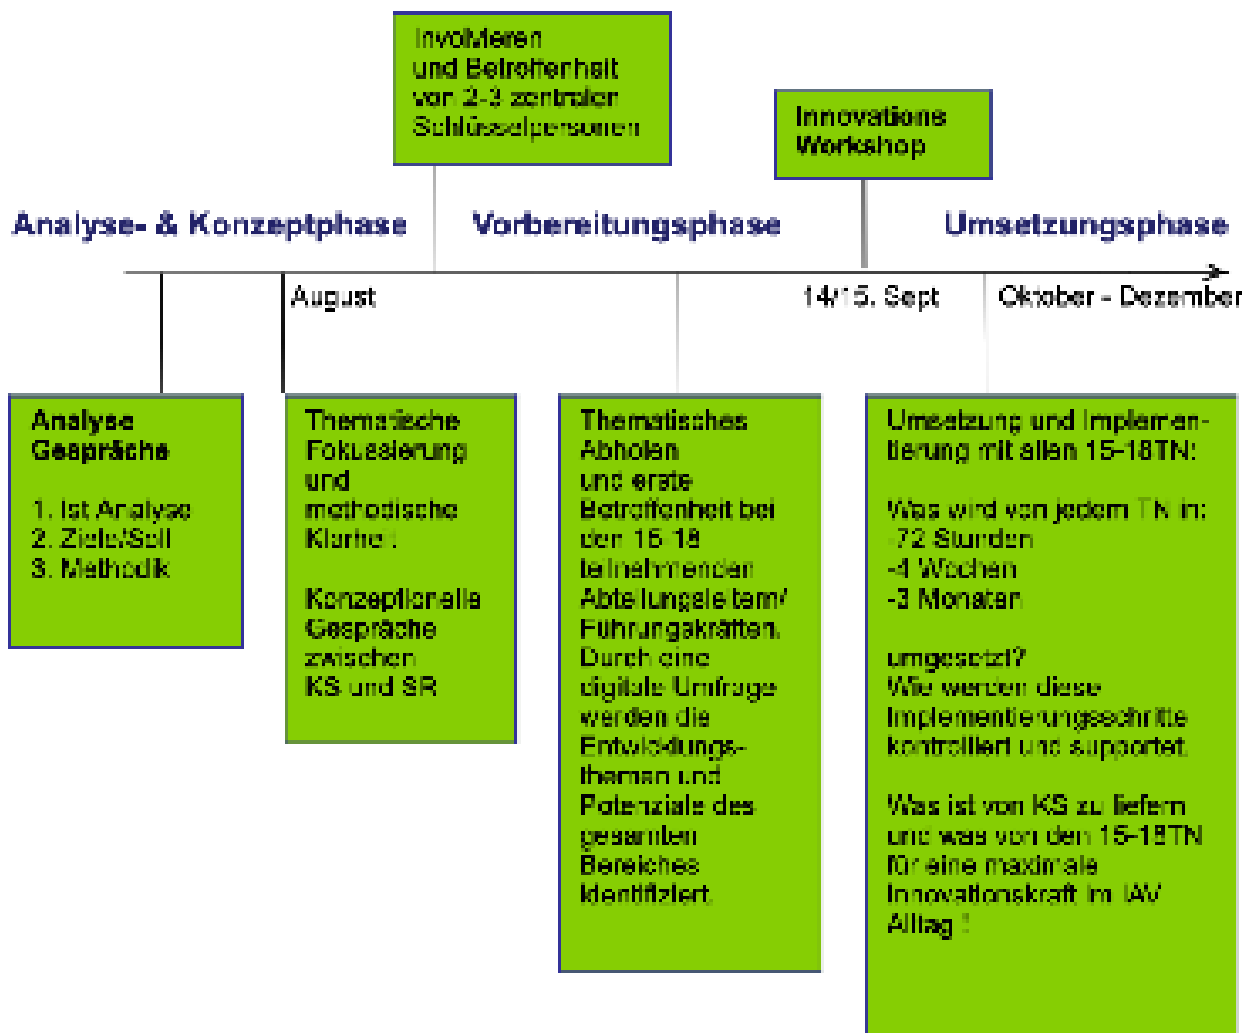 Involvieren
und Betroffenheit
von 2-3 zentralen
Schlüsselpersonen
Innovations
Workshop
Analyse- & Konzeptphase
Vorbereitungsphase
Umsetzungsphase
August
14/15. Sept
Oktober - Dezember
Analyse
Gespräche
1. Ist Analyse
2. Ziele/Soll
3. Methodik
Thematische
Fokussierung
und
methodische
Klarheit
Konzeptionelle
Gespräche
zwischen
KS und SR
Thematisches
Abholen
und erste
Betroffenheit bei
den 15-18
teilnehmenden
Abteilungsleitern/
Führungskräften.
Durch eine
digitale Umfrage
werden die
Entwicklungs-
themen und
Potenziale des
gesamten
Bereiches
identifiziert.
Umsetzung und Implemen-
tierung mit allen 15-18TN:
Was wird von jedem TN in:
-72 Stunden
-4 Wochen
-3 Monaten
umgesetzt?
Wie werden diese
Implementierungsschritte
kontrolliert und supportet.
Was ist von KS zu liefern
und was von den 15-18TN
für eine maximale
Innovationskraft im IAV
Alltag